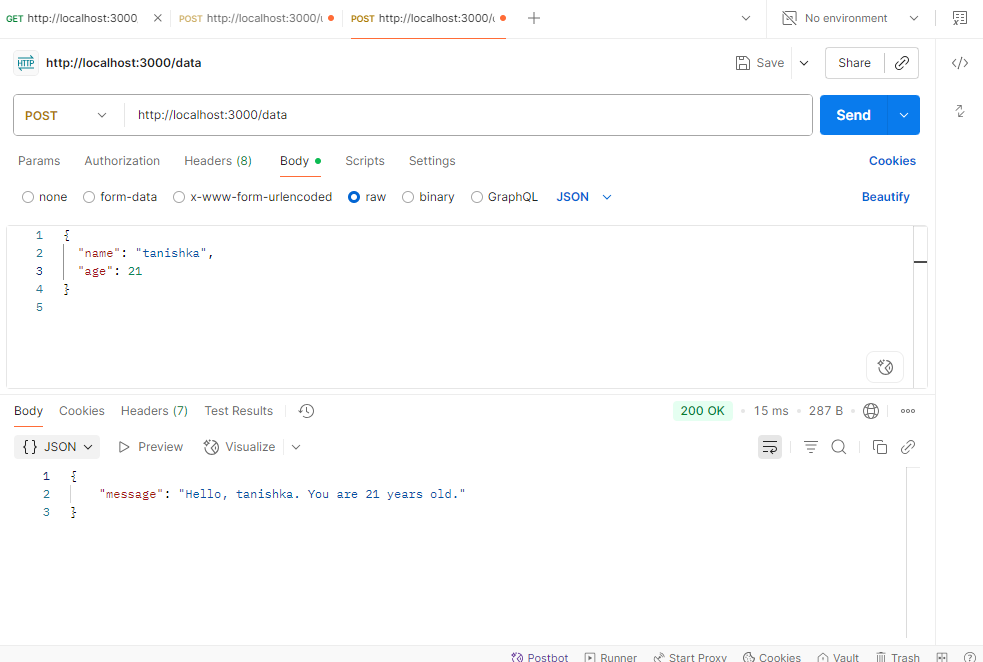 GET http://localhost:3000 POST http://localhost:3000/ POST http://localhost:3000/ No environment
HTTP http://localhost:3000/data Save Share
POST http://localhost:3000/data Send
Params Authorization Headers (8) Body Scripts Settings Cookies
none form-data x-www-form-urlencoded raw binary GraphQL JSON Beautify
1 {
2 "name": "tanishka",
3 "age": 21
4 }
5
Body Cookies Headers (7) Test Results 200 OK 15 ms 287 B
{} JSON Preview Visualize
1 {
2 "message": "Hello, tanishka. You are 21 years old."
3 }
Postbot Runner Start Proxy Cookies Vault Trash